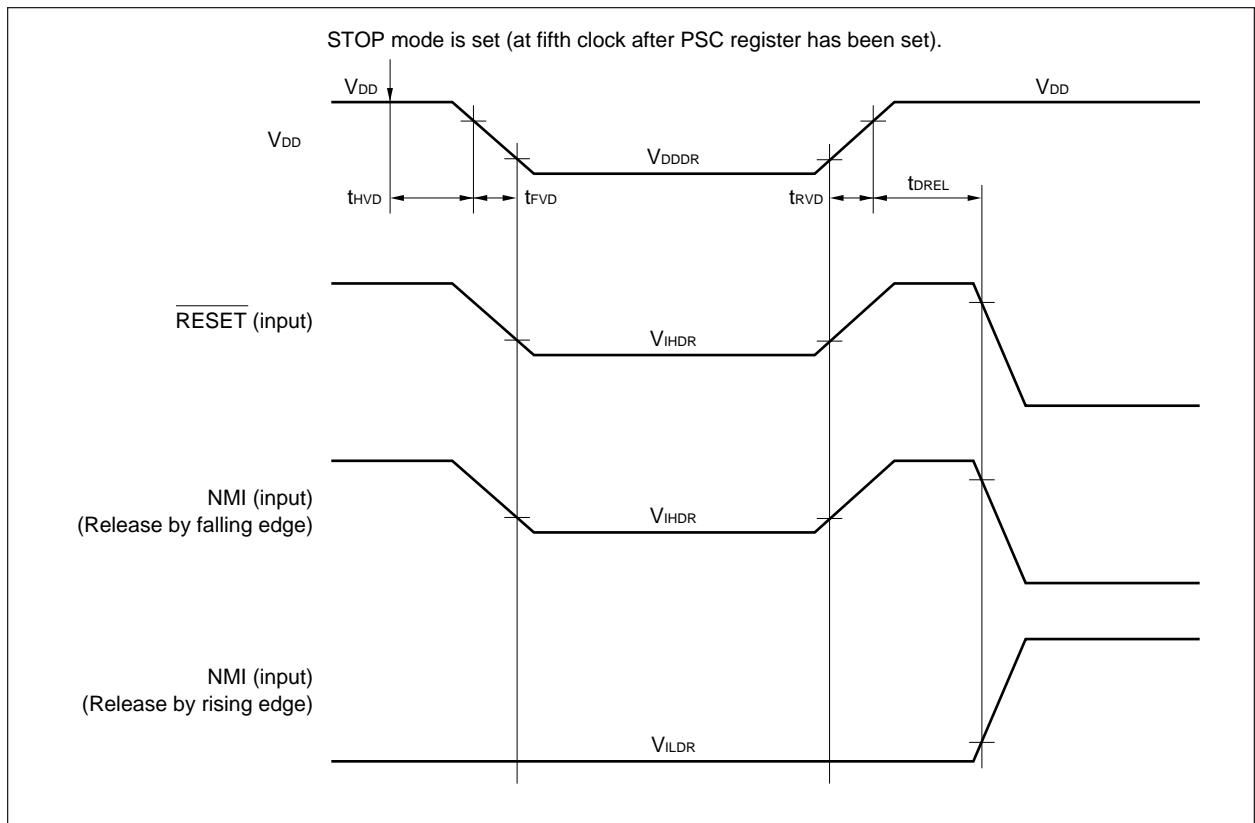 STOP mode is set (at fifth clock after PSC register has been set).
VDD
VDD
VDD
VDDDR
tHVD
tFVD
tRVD
tDREL
RESET (input)
VIHDR
NMI (input)
(Release by falling edge)
VIHDR
NMI (input)
(Release by rising edge)
VILDR